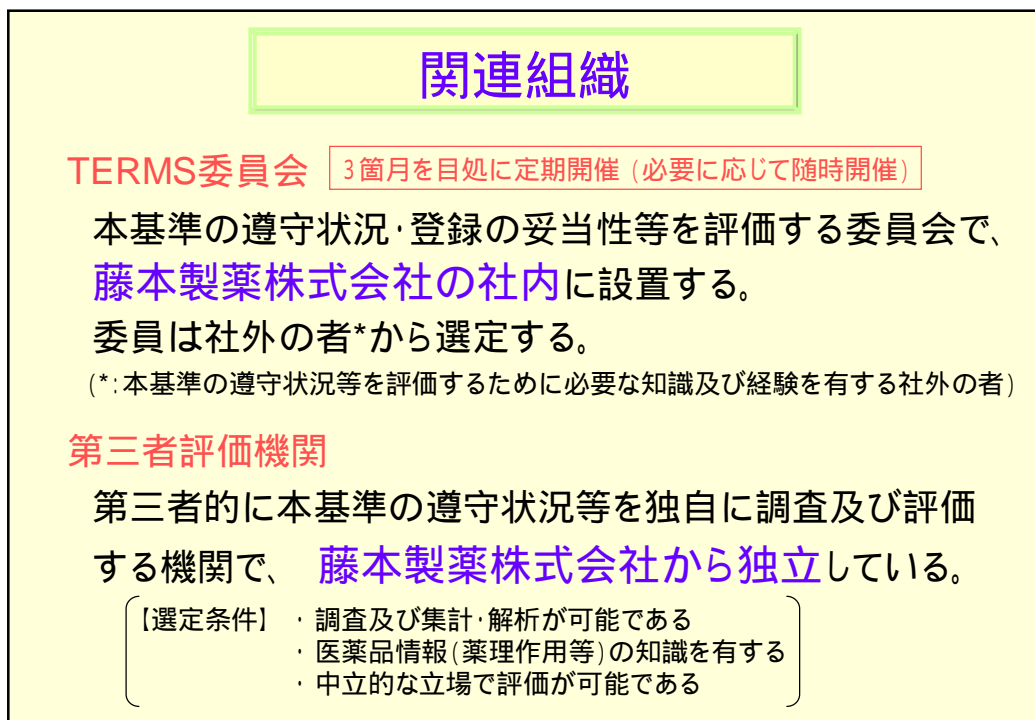 関連組織
TERMS委員会 3箇月を目処に定期開催(必要に応じて随時開催)
本基準の遵守状況・登録の妥当性等を評価する委員会で、
藤本製薬株式会社の社内に設置する。
委員は社外の者*から選定する。
(*:本基準の遵守状況等を評価するために必要な知識及び経験を有する社外の者)
第三者評価機関
第三者的に本基準の遵守状況等を独自に調査及び評価
する機関で、 藤本製薬株式会社から独立している。
【選定条件】 ・調査及び集計・解析が可能である
・医薬品情報(薬理作用等)の知識を有する
・中立的な立場で評価が可能である